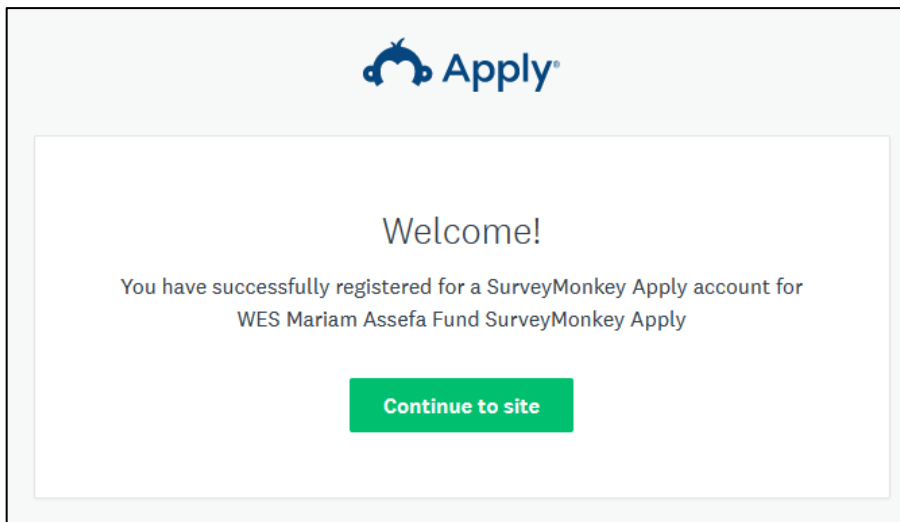 Apply®
Welcome!
You have successfully registered for a SurveyMonkey Apply account for
WES Mariam Assefa Fund SurveyMonkey Apply
Continue to site